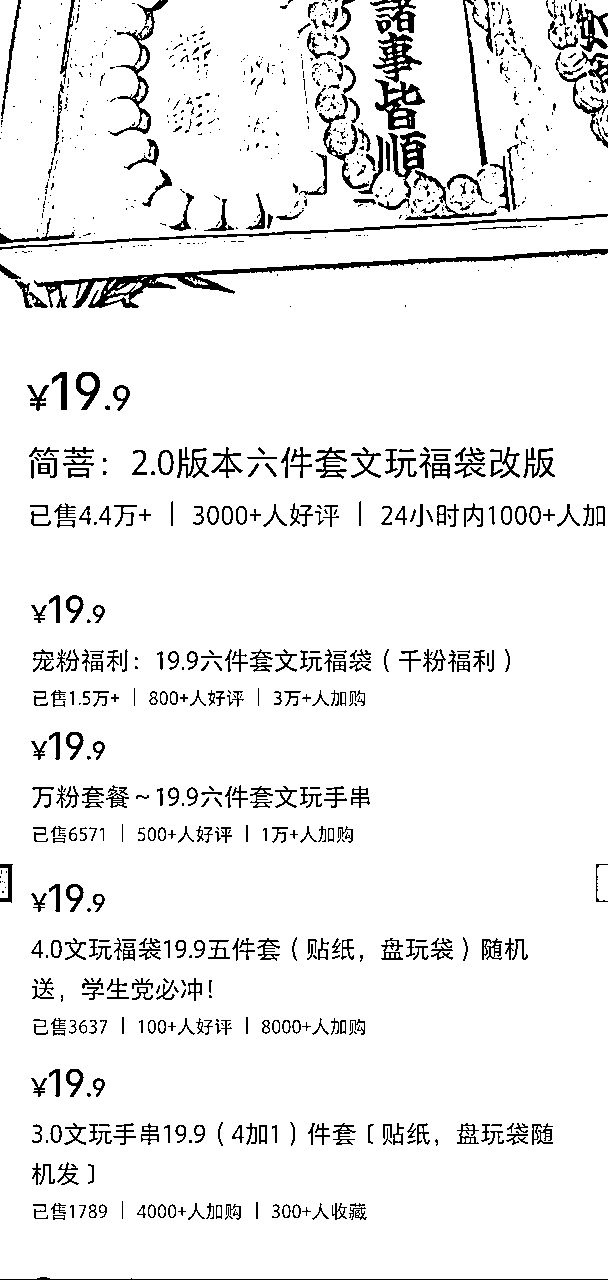 諸事皆順
¥19.9
简菩：2.0版本六件套文玩福袋改版
已售4.4万+ | 3000+人好评 | 24小时内1000+人加
¥19.9
宠粉福利：19.9六件套文玩福袋（千粉福利）
已售1.5万+ | 800+人好评 | 3万+人加购
¥19.9
万粉套餐~19.9六件套文玩手串
已售6571 | 500+人好评 | 1万+人加购
¥19.9
4.0文玩福袋19.9五件套（贴纸，盘玩袋）随机
送，学生党必冲！
已售3637 | 100+人好评 | 8000+人加购
¥19.9
3.0文玩手串19.9（4加1）件套〔贴纸，盘玩袋随
机发〕
已售1789 | 4000+人加购 | 300+人收藏